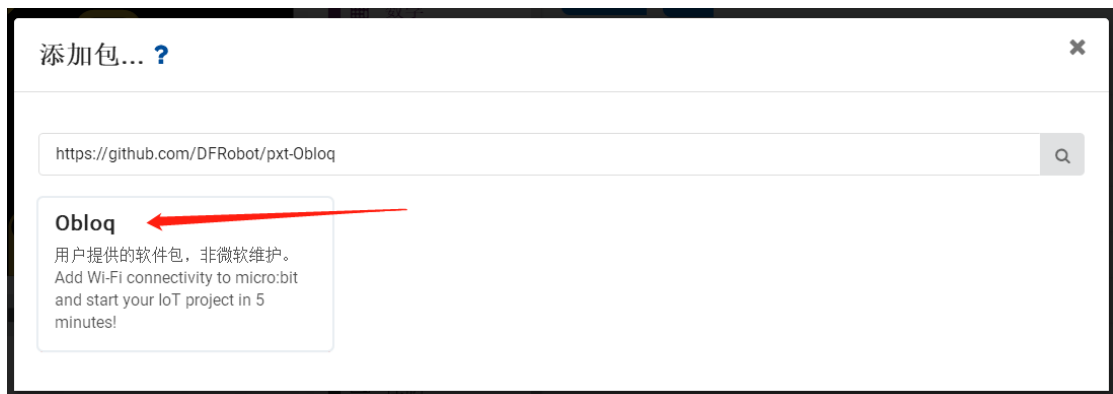 添加包... ?
https://github.com/DFRobot/pxt-Obloq
Obloq
用户提供的软件包，非微软维护。
Add Wi-Fi connectivity to micro:bit
and start your IoT project in 5
minutes!